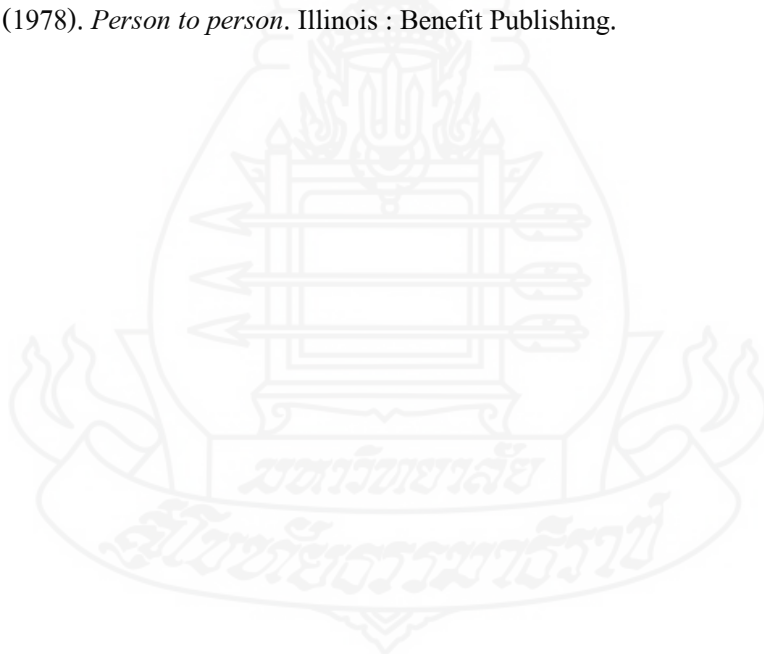 (1978). Person to person. Illinois : Benefit Publishing.
มหาวิทยาลัย
สุโขทัยธรรมาธิราช